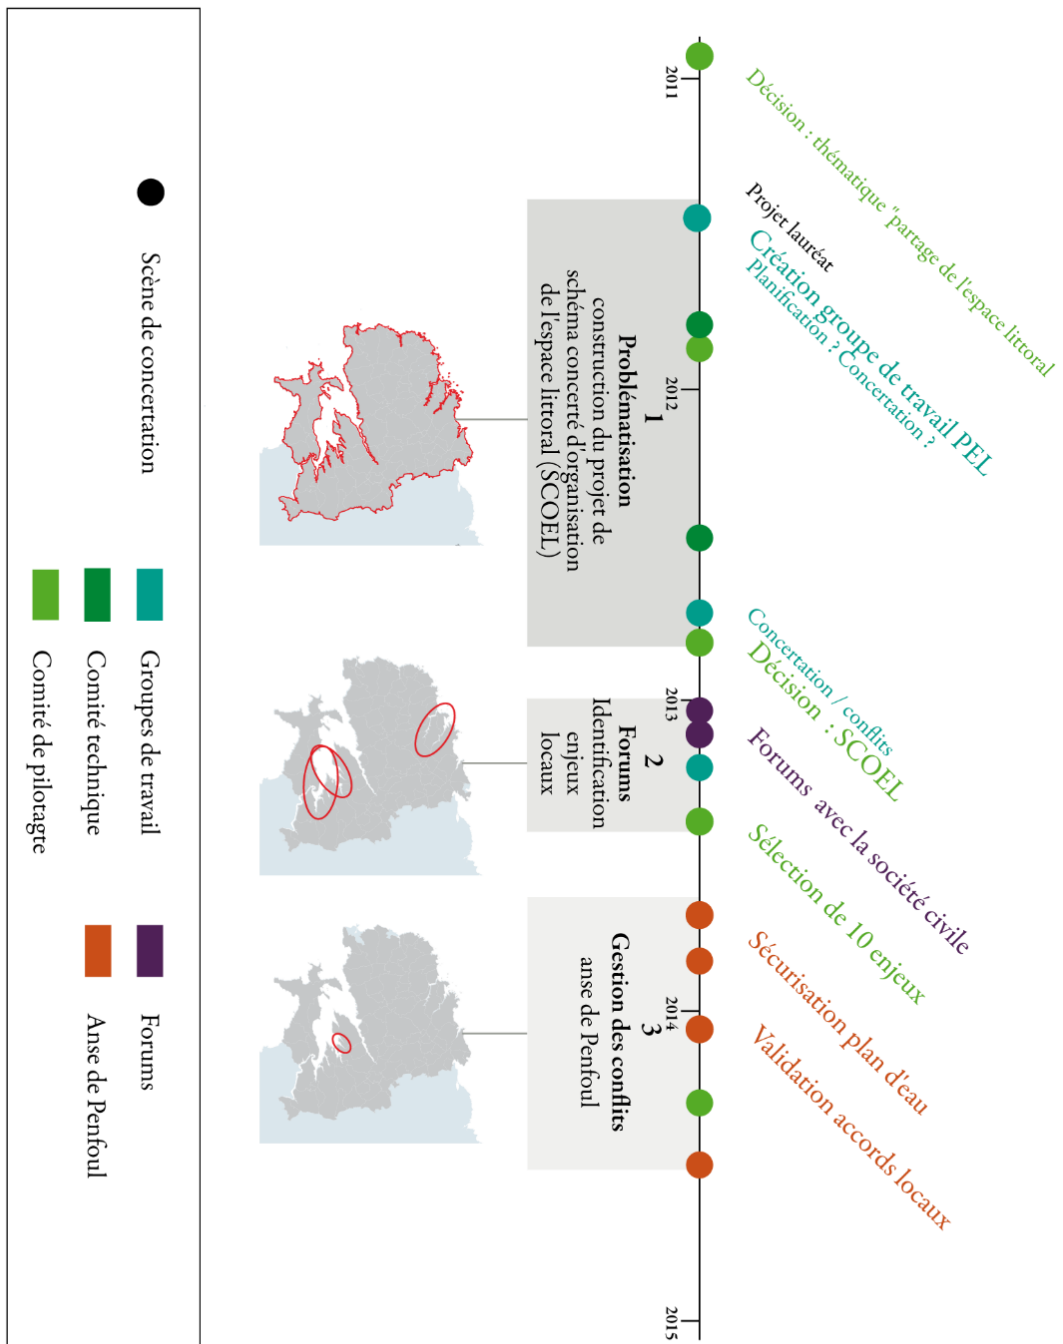 Décision : thématique "partage de l'espace littoral
Projet lauréat
Création groupe de travail PEL
Planification ? Concertation ?
Concertation / conflits
Décision : SCOEL
Forums avec la société civile
Sélection de 10 enjeux
Sécurisation plan d'eau
Validation accords locaux
2011
2012
2013
2014
2015
1
Problématisation
construction du projet de
schéma concerté d'organisation
de l'espace littoral (SCOEL)
2
Forums
Identification
enjeux
locaux
3
Gestion des conflits
anse de Penfoul
Scène de concertation
Groupes de travail
Comité technique
Comité de pilotagte
Forums
Anse de Penfoul